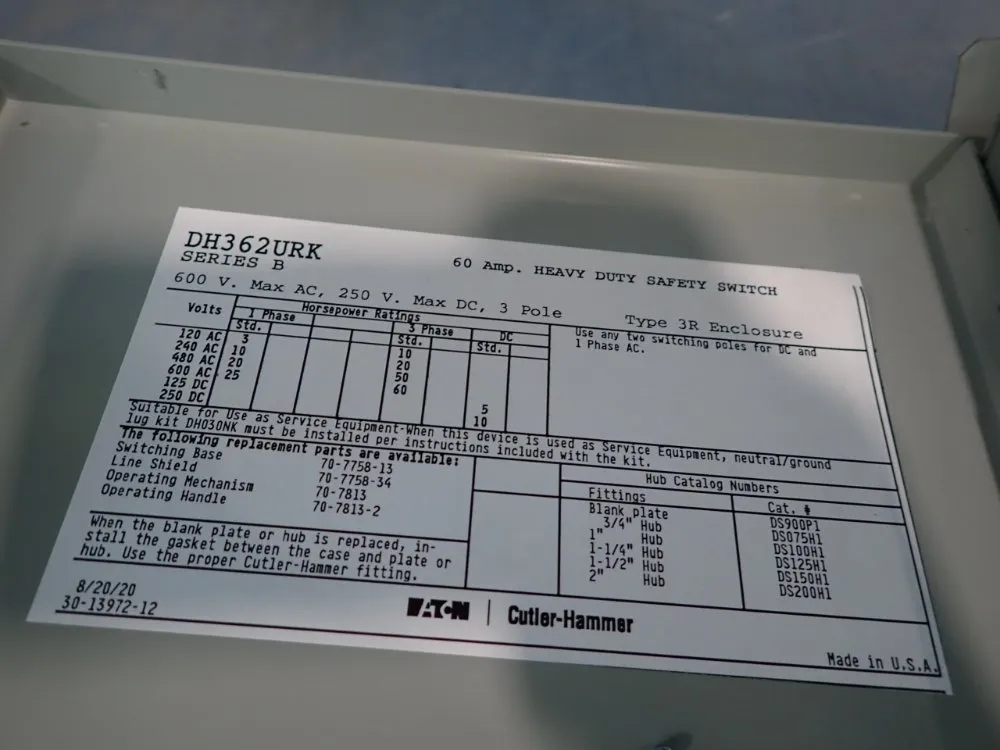 DH362URK
SERIES B
60 Amp. HEAVY DUTY SAFETY SWITCH
600 V. Max AC, 250 V. Max DC, 3 Pole
Type 3R Enclosure
Volts
Horsepower Ratings
1 Phase 3 Phase DC
Std. Std. Std.
120 AC 3
240 AC 10 10
480 AC 20 20
600 AC 25 50
125 DC 60
250 DC
5
10
Use any two switching poles for DC and
1 Phase AC.
Suitable for Use as Service Equipment-When this device is used as Service Equipment, neutral/ground
lug kit DH030NK must be installed per instructions included with the kit.
The following replacement parts are available:
Switching Base 70-7758-13
Line Shield 70-7758-34
Operating Mechanism 70-7813
Operating Handle 70-7813-2
When the blank plate or hub is replaced, in-
stall the gasket between the case and plate or
hub. Use the proper Cutler-Hammer fitting.
Hub Catalog Numbers
Fittings Cat. #
Blank plate DS900P1
3/4" Hub DS075H1
1" Hub DS100H1
1-1/4" Hub DS125H1
1-1/2" Hub DS150H1
2" Hub DS200H1
8/20/20
30-13972-12
EATON | Cutler-Hammer
Made in U.S.A.